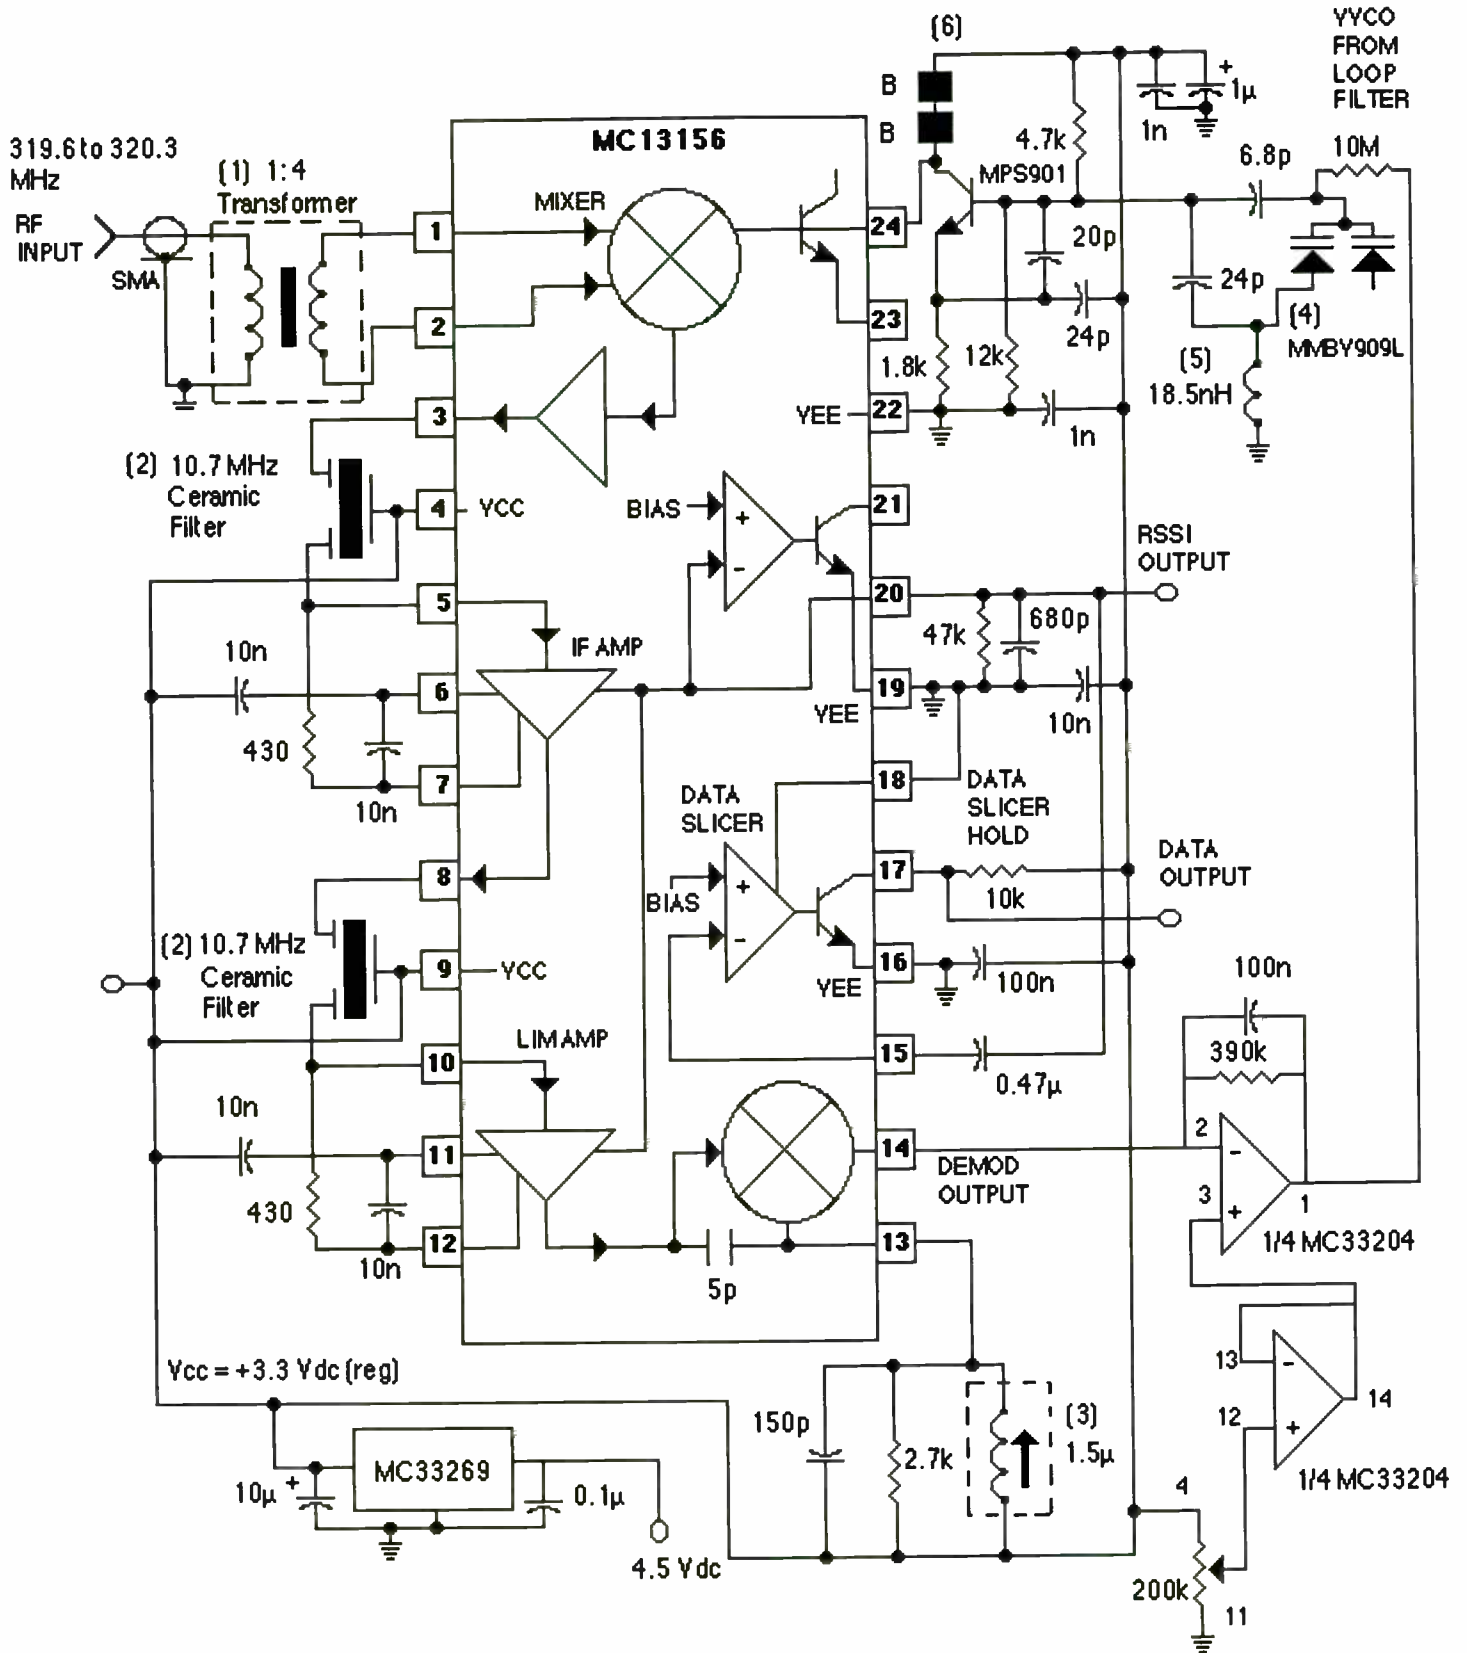 (6)
VVCO
FROM
LOOP
FILTER
B
B
+
1μ
1n
4.7k
MC13156
319.6 to 320.3
MHz
(1) 1:4
Transformer
RF
INPUT
SMA
MIXER
MPS901
6.8p
10M
1
24
20p
24p
24p
(4)
MMBV909L
2
23
1.8k
12k
(5)
18.5nH
3
VEE
22
1n
(2) 10.7 MHz
Ceramic
Filter
4
VCC
BIAS
+
-
21
RSSI
OUTPUT
5
20
47k
680p
10n
IF AMP
6
19
VEE
10n
430
7
10n
18
DATA
SLICER
DATA
SLICER
HOLD
8
BIAS
+
-
17
10k
DATA
OUTPUT
(2) 10.7 MHz
Ceramic
Filter
9
VCC
16
VEE
100n
100n
LIM AMP
10
15
0.47μ
390k
10n
11
14
DEMOD
OUTPUT
2
-
3
+
1
1/4 MC33204
430
12
10n
13
5p
13
-
12
+
14
1/4 MC33204
Vcc = +3.3 Vdc (reg)
150p
2.7k
(3)
1.5μ
10μ
+
MC33269
0.1μ
4.5 Vdc
4
200k
11